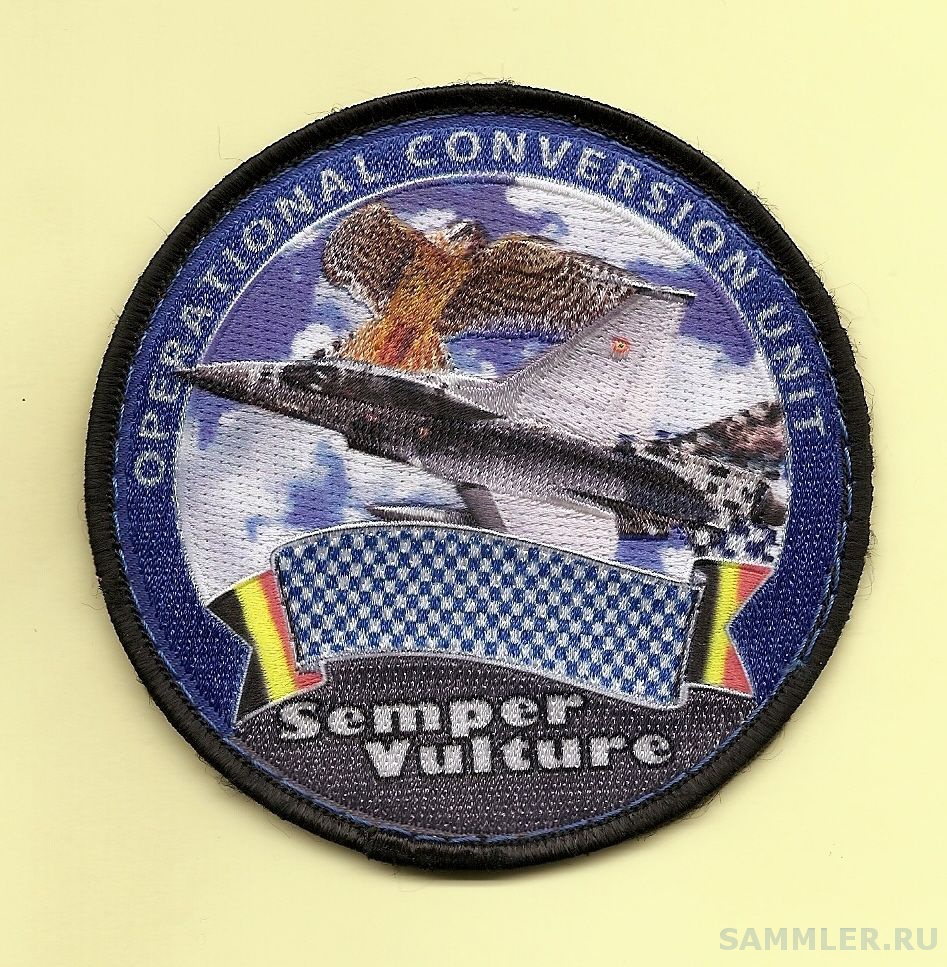 OPERATIONAL CONVERSION UNIT
Semper
Vulture
SAMMLER.RU